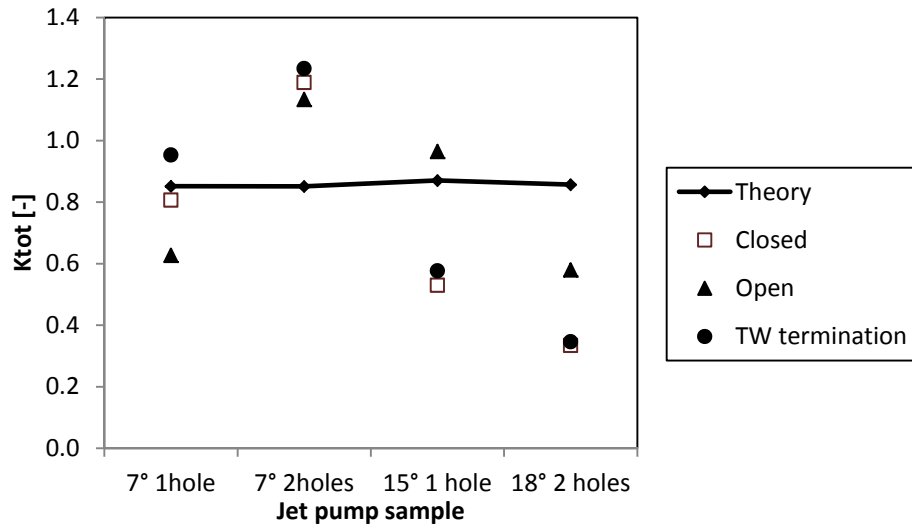 1.4
1.2
1.0
0.8
0.6
0.4
0.2
0.0
Ktot [-]
7° 1hole 7° 2holes 15° 1 hole 18° 2 holes
Jet pump sample
Theory
Closed
Open
TW termination